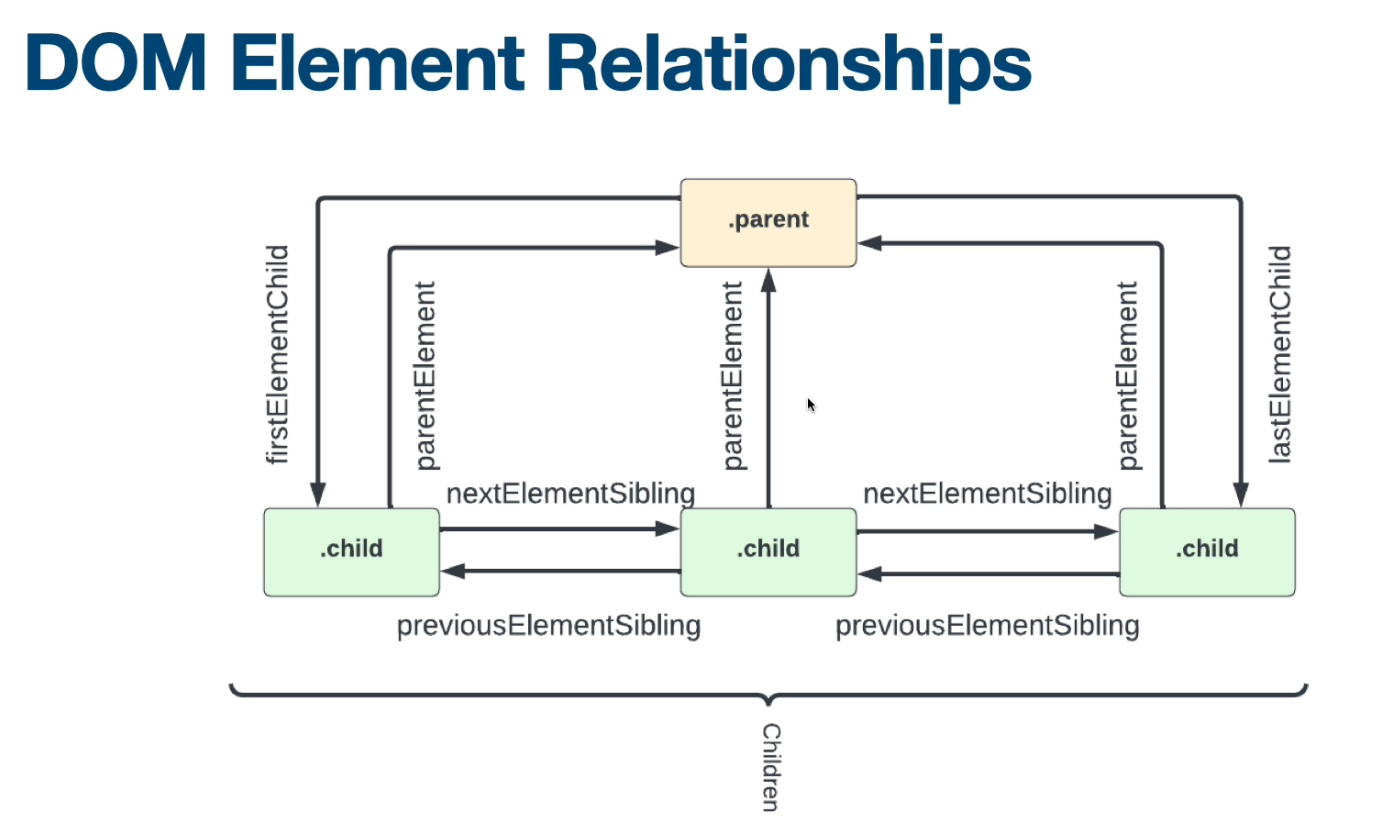 DOM Element Relationships
.parent
firstElementChild
parentElement
parentElement
parentElement
lastElementChild
nextElementSibling
nextElementSibling
.child
.child
.child
previousElementSibling
previousElementSibling
Children